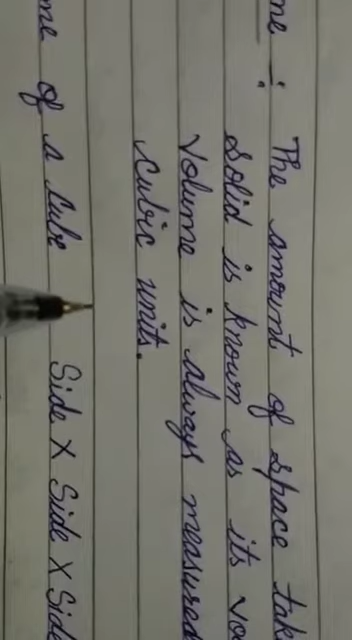 me :- The amount of space tak
solid is known as its vo
Volume is always measured
cubic units.
me of a Cube Side X Side X Side